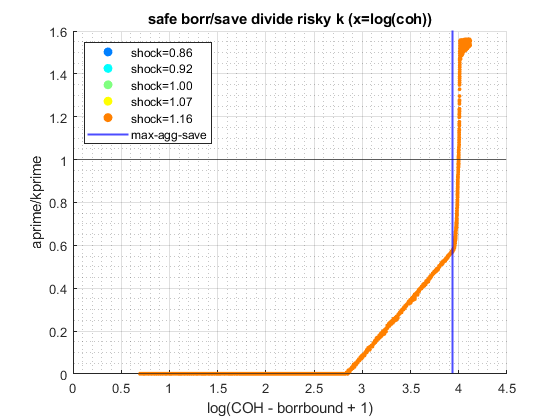 safe borr/save divide risky k (x=log(coh))
1.6
1.4
1.2
1
0.8
0.6
0.4
0.2
0
aprime/kprime
shock=0.86
shock=0.92
shock=1.00
shock=1.07
shock=1.16
max-agg-save
0 0.5 1 1.5 2 2.5 3 3.5 4 4.5
log(COH - borrbound + 1)